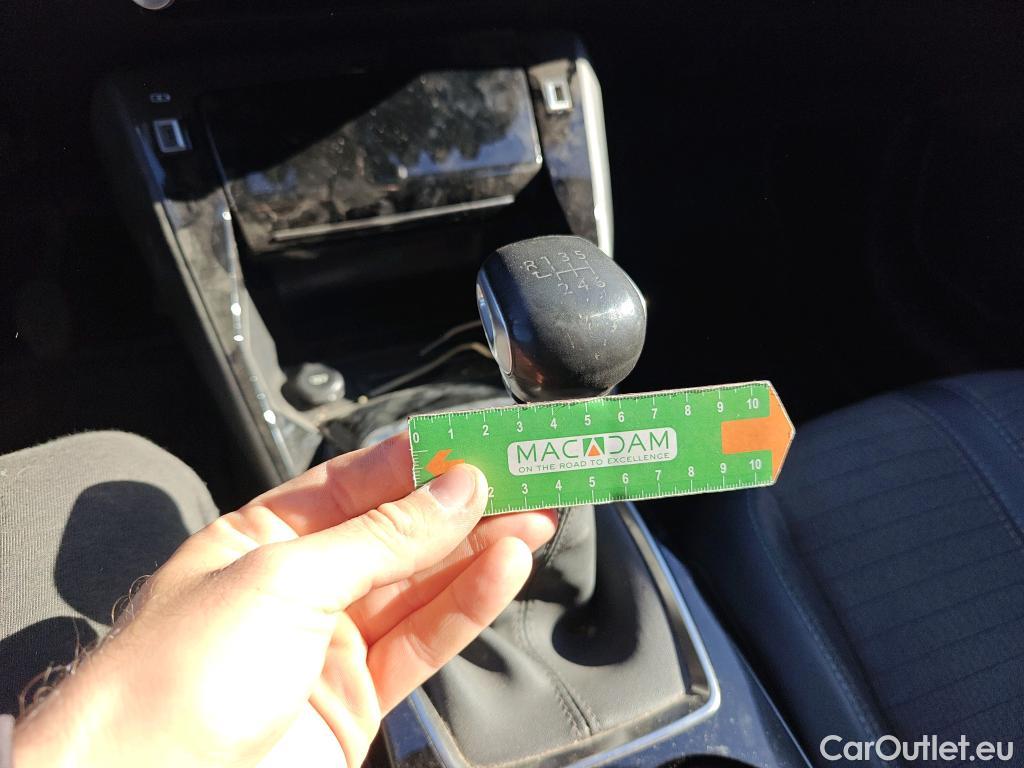 R 1 3 5
2 4 6
0 1 2 3 4 5 6 7 8 9 10
MACADAM
ON THE ROAD TO EXCELLENCE
2 3 4 5 6 7 8 9 10
CarOutlet.eu